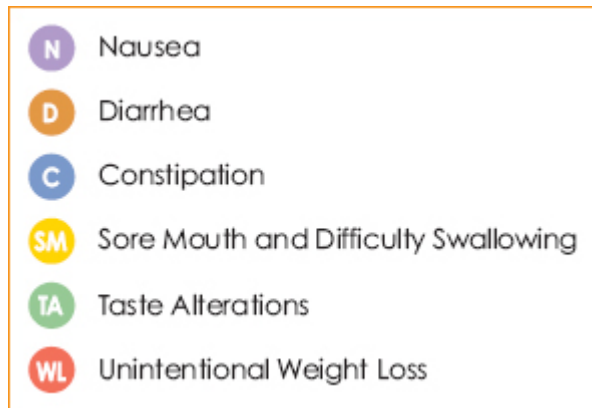 N Nausea
D Diarrhea
C Constipation
SM Sore Mouth and Difficulty Swallowing
TA Taste Alterations
WL Unintentional Weight Loss